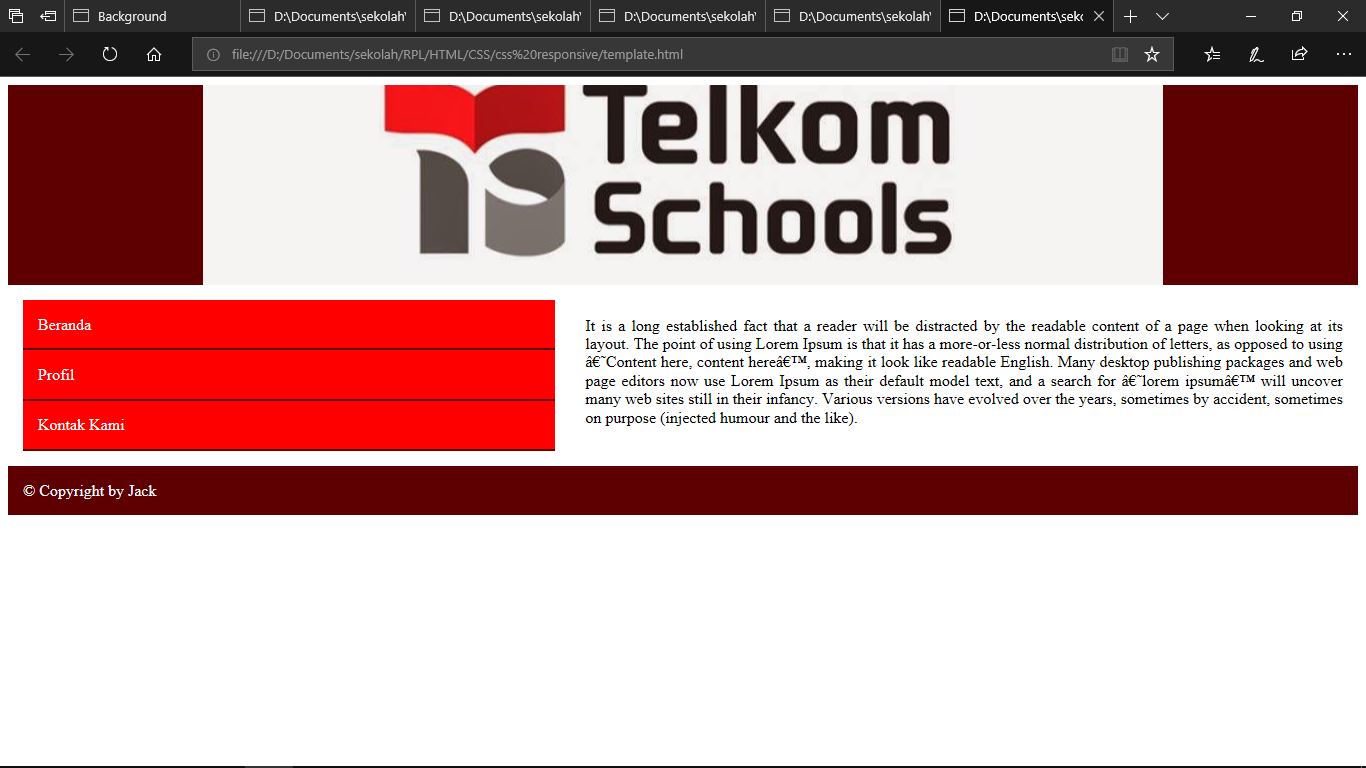 Background
D:\Documents\sekolah\
D:\Documents\sekolah\
D:\Documents\sekolah\
D:\Documents\sekolah\
D:\Documents\seko
file:///D:/Documents/sekolah/RPL/HTML/CSS/css%20responsive/template.html
Telkom
Schools
Beranda
Profil
Kontak Kami
It is a long established fact that a reader will be distracted by the readable content of a page when looking at its
layout. The point of using Lorem Ipsum is that it has a more-or-less normal distribution of letters, as opposed to using
â€˜Content here, content hereâ€™, making it look like readable English. Many desktop publishing packages and web
page editors now use Lorem Ipsum as their default model text, and a search for â€˜lorem ipsumâ€™ will uncover
many web sites still in their infancy. Various versions have evolved over the years, sometimes by accident, sometimes
on purpose (injected humour and the like).
© Copyright by Jack